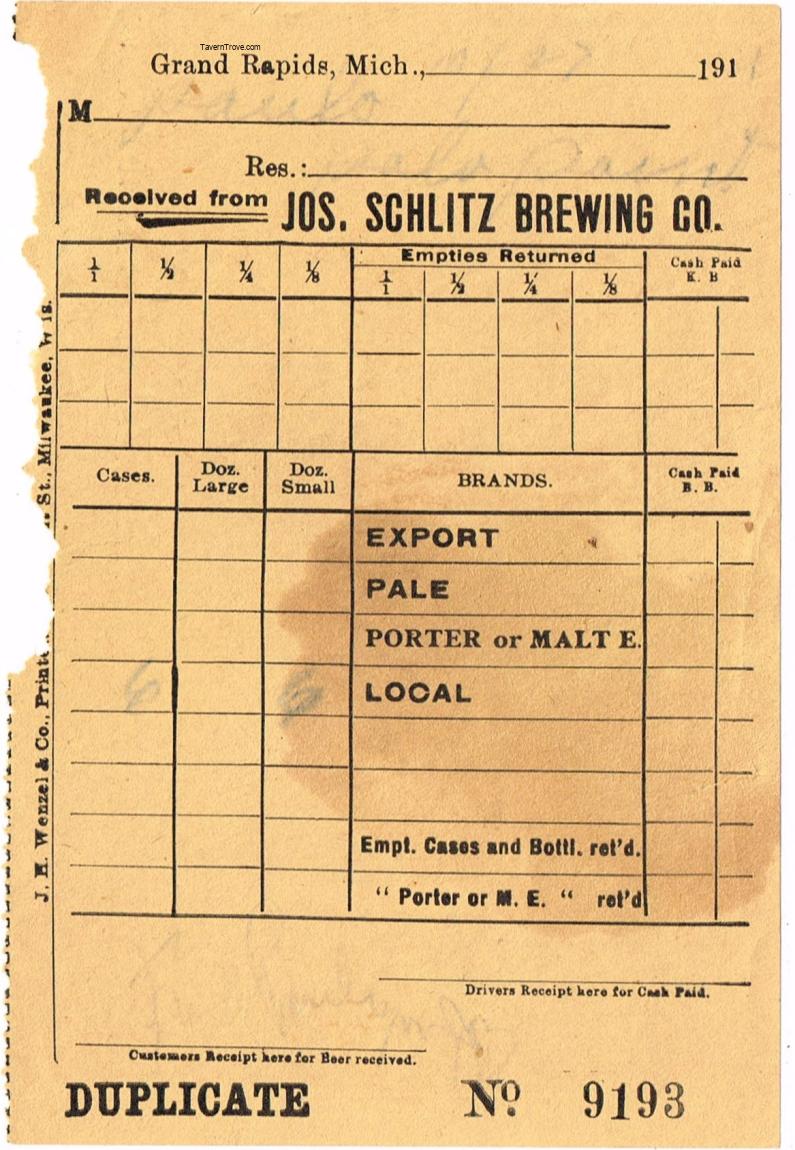 TavernTrove.com
Grand Rapids, Mich., 191
M
Res.:
Received from JOS. SCHLITZ BREWING CO.
1/1 1/2 1/4 1/8 Empties Returned Cash Paid K. B
1/1 1/2 1/4 1/8
Cases. Doz. Large Doz. Small BRANDS. Cash Paid B. B.
EXPORT
PALE
PORTER or MALT E.
6 6 LOCAL
Empt. Cases and Bottl. ret'd.
“ Porter or M. E. “ ret'd
Drivers Receipt here for Cash Paid.
Customers Receipt here for Beer received.
DUPLICATE No 9193
J. H. Wenzel & Co., St., Milwaukee, Wis.